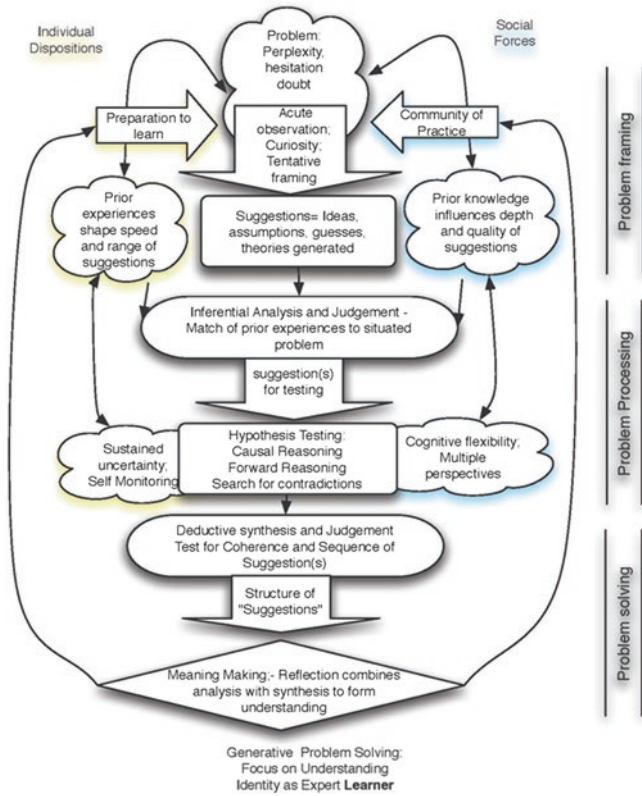 Individual
Dispositions
Social
Forces
Problem:
Perplexity,
hesitation
doubt
Preparation to
learn
Acute
observation;
Curiosity;
Tentative
framing
Community of
Practice
Prior
experiences
shape speed
and range of
suggestions
Suggestions= Ideas,
assumptions, guesses,
theories generated
Prior knowledge
influences depth
and quality of
suggestions
Problem framing
Inferential Analysis and Judgement -
Match of prior experiences to situated
problem
suggestion(s)
for testing
Problem Processing
Sustained
uncertainty;
Self Monitoring
Hypothesis Testing:
Causal Reasoning
Forward Reasoning
Search for contradictions
Cognitive flexibility;
Multiple
perspectives
Deductive synthesis and Judgement
Test for Coherence and Sequence of
Suggestion(s)
Structure of
"Suggestions"
Problem solving
Meaning Making;- Reflection combines
analysis with synthesis to form
understanding
Generative Problem Solving:
Focus on Understanding
Identity as Expert Learner